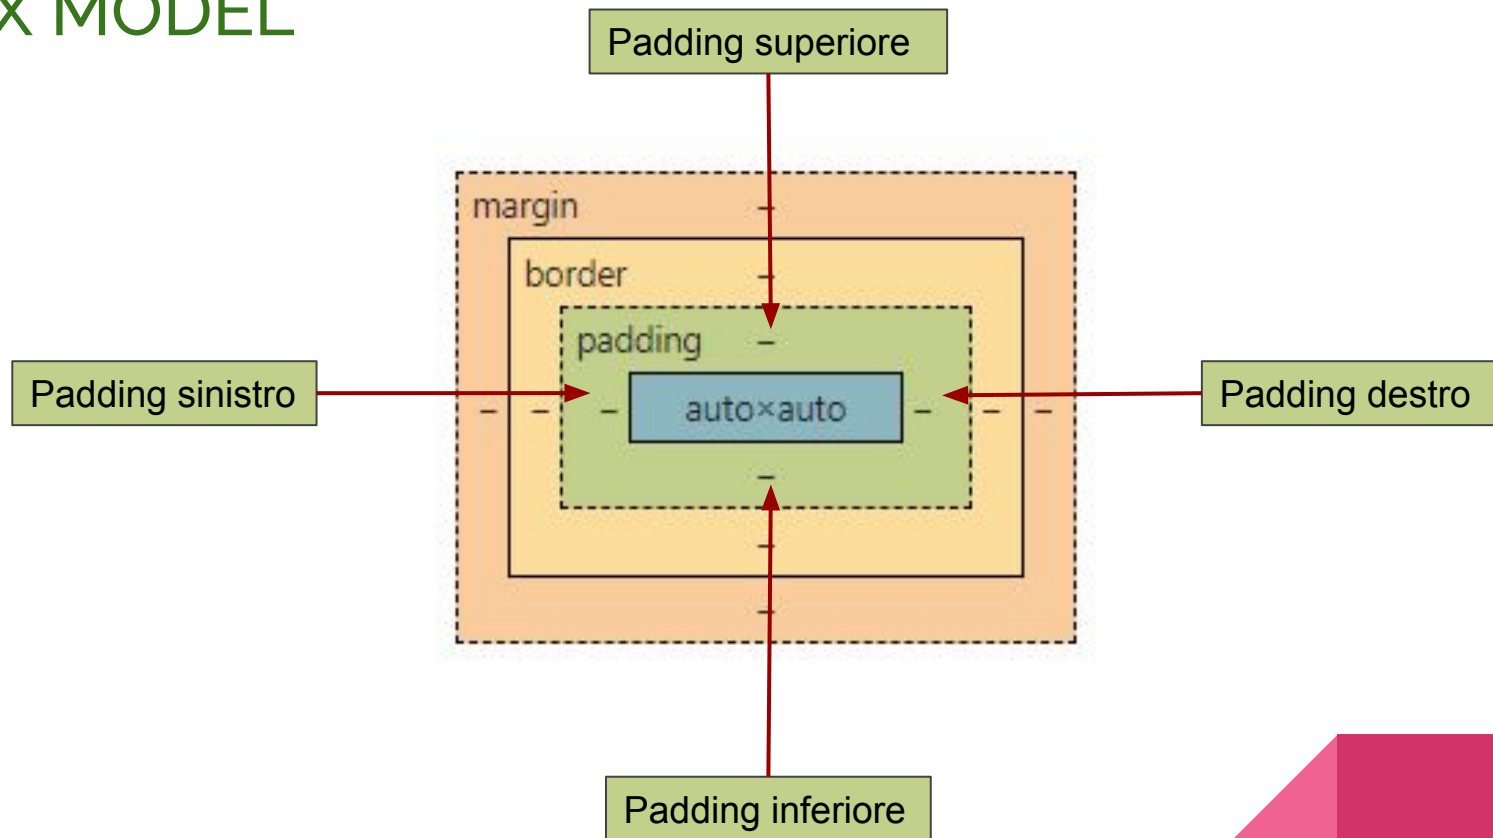 X MODEL
Padding superiore
margin
–
border
–
padding
–
Padding sinistro
– – – auto×auto – – –
Padding destro
–
–
–
Padding inferiore